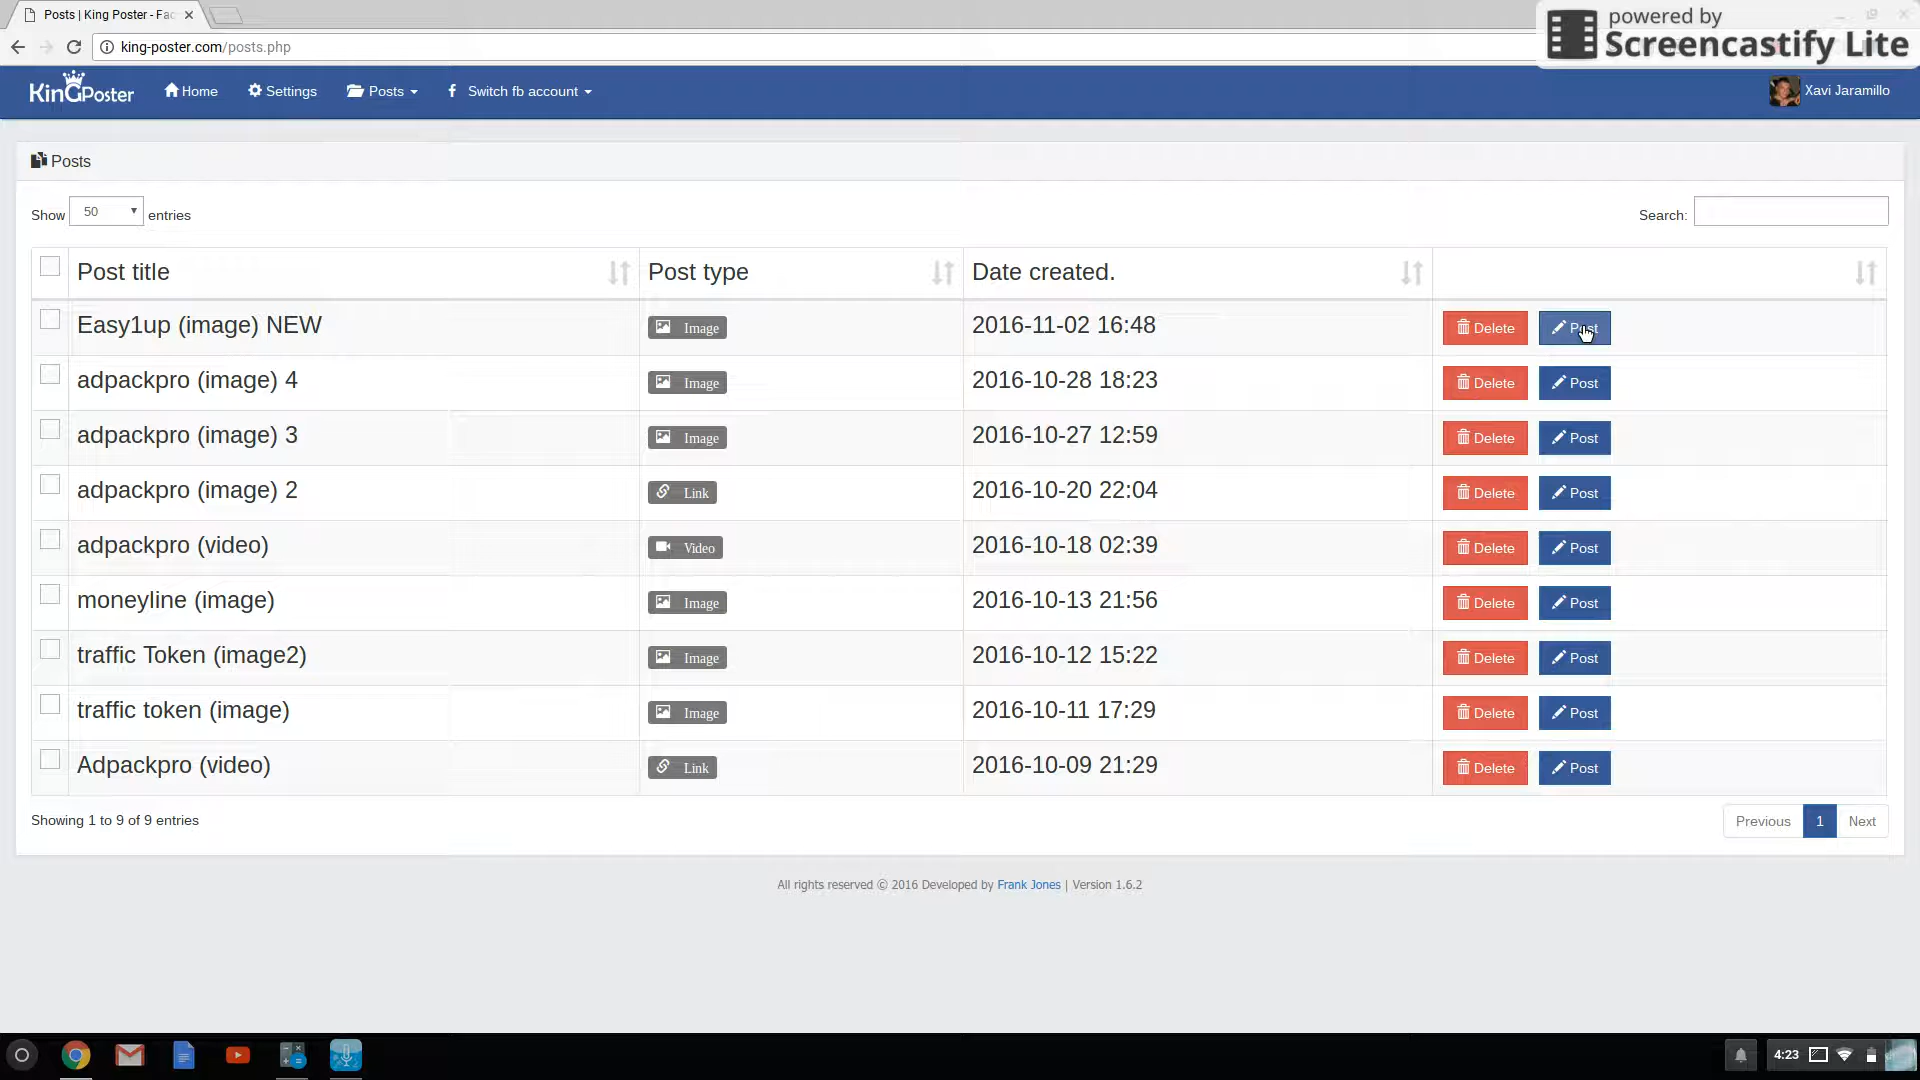 Posts | King Poster - Fac
powered by
Screencastify Lite
king-poster.com/posts.php
KinGPoster
Home
Settings
Posts
Switch fb account
Xavi Jaramillo
Posts
Show 50 entries
Search:
Post title Post type Date created.
Easy1up (image) NEW Image 2016-11-02 16:48 Delete Post
adpackpro (image) 4 Image 2016-10-28 18:23 Delete Post
adpackpro (image) 3 Image 2016-10-27 12:59 Delete Post
adpackpro (image) 2 Link 2016-10-20 22:04 Delete Post
adpackpro (video) Video 2016-10-18 02:39 Delete Post
moneyline (image) Image 2016-10-13 21:56 Delete Post
traffic Token (image2) Image 2016-10-12 15:22 Delete Post
traffic token (image) Image 2016-10-11 17:29 Delete Post
Adpackpro (video) Link 2016-10-09 21:29 Delete Post
Showing 1 to 9 of 9 entries
Previous 1 Next
All rights reserved © 2016 Developed by Frank Jones | Version 1.6.2
4:23